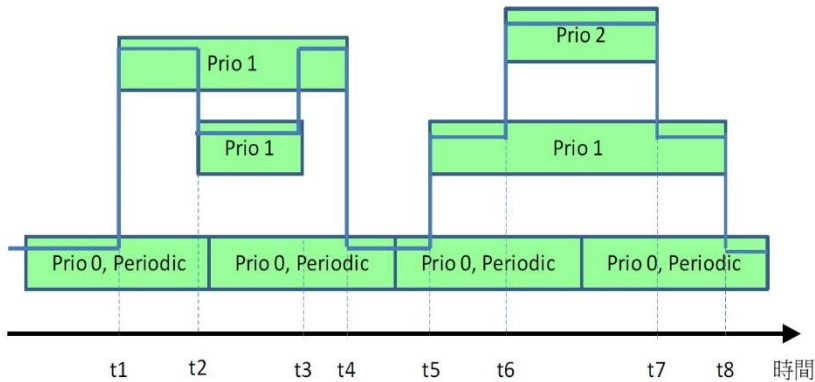 Prio 2
Prio 1
Prio 1
Prio 1
Prio 0, Periodic
Prio 0, Periodic
Prio 0, Periodic
Prio 0, Periodic
t1
t2
t3
t4
t5
t6
t7
t8
時間